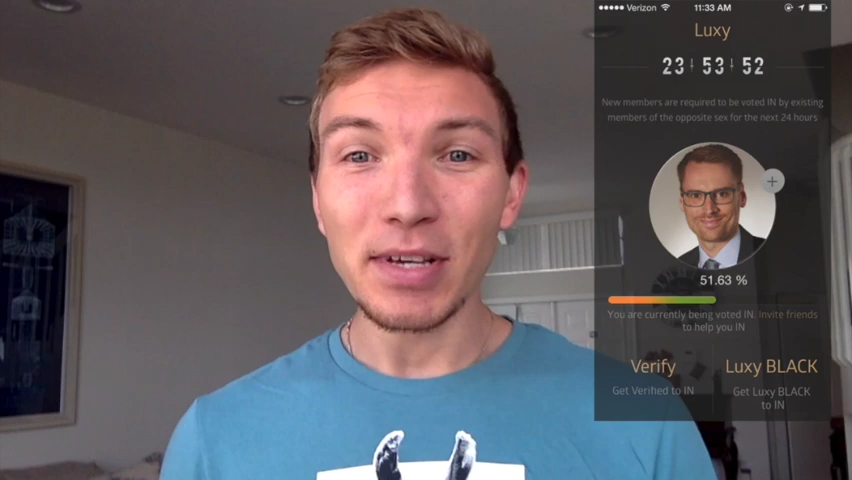 Verizon 11:33 AM
Luxy
23 53 52
New members are required to be voted IN by existing
members of the opposite sex for the next 24 hours
+
51.63 %
You are currently being voted IN. Invite friends
to help you IN
Verify Luxy BLACK
Get Verified to IN Get Luxy BLACK
to IN